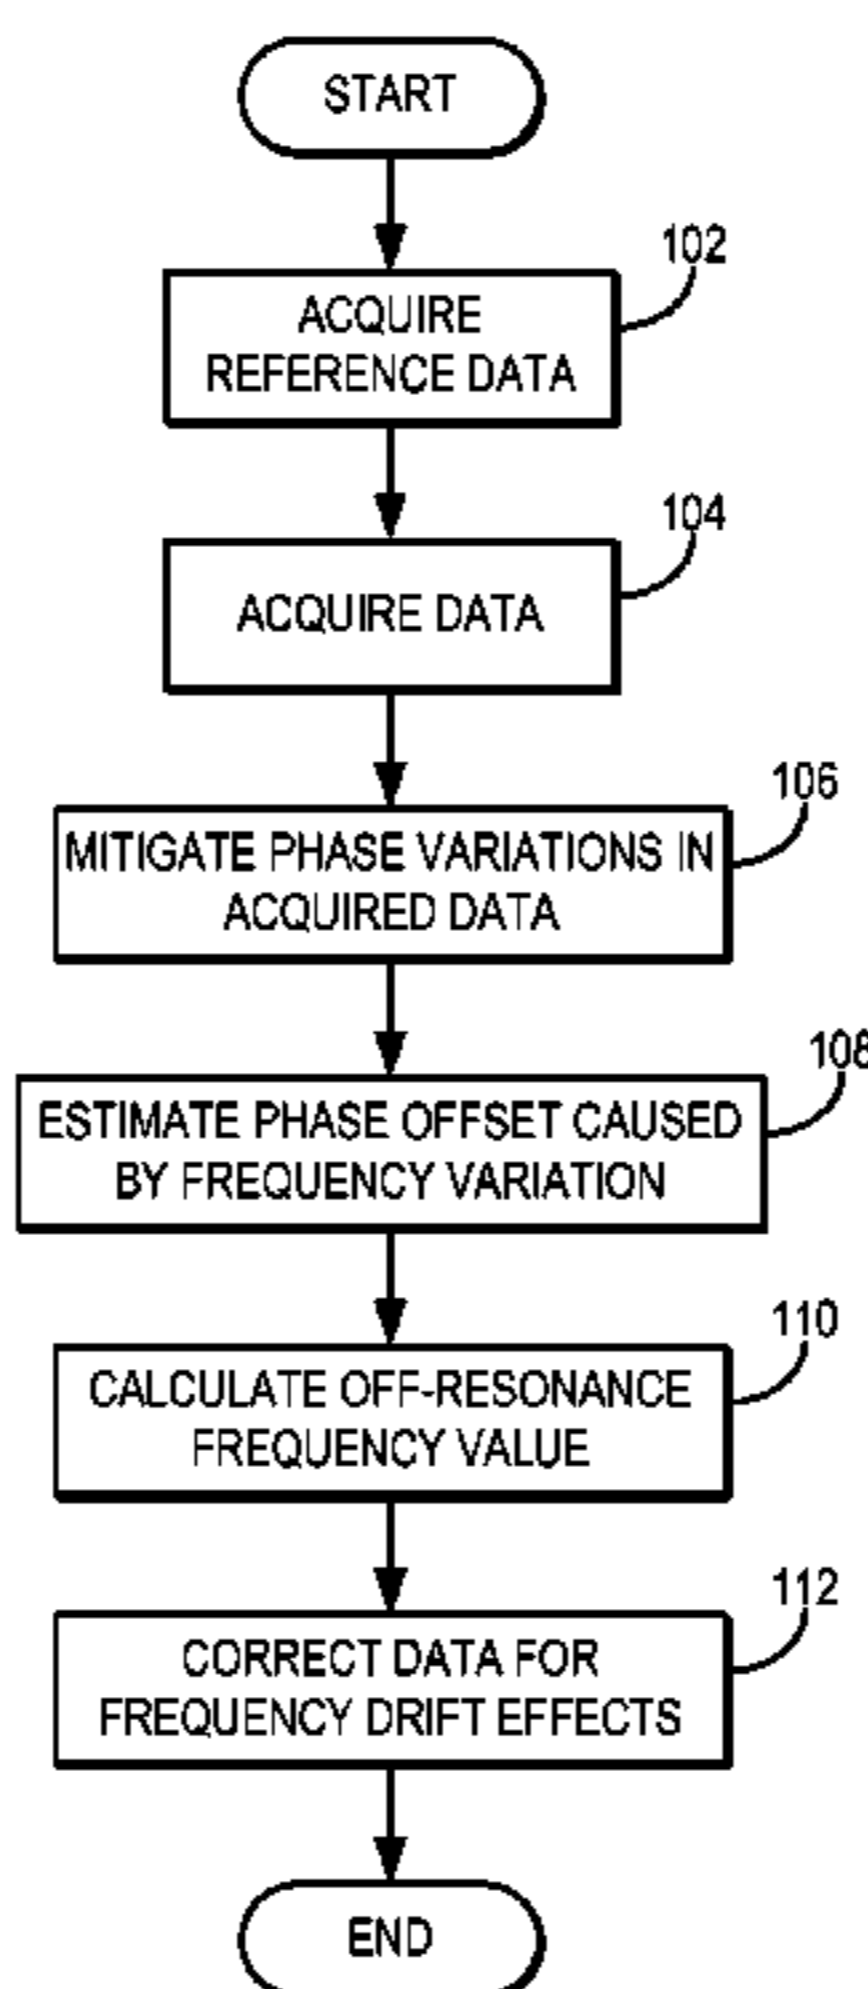 START
102
ACQUIRE
REFERENCE DATA
104
ACQUIRE DATA
106
MITIGATE PHASE VARIATIONS IN
ACQUIRED DATA
108
ESTIMATE PHASE OFFSET CAUSED
BY FREQUENCY VARIATION
110
CALCULATE OFF-RESONANCE
FREQUENCY VALUE
112
CORRECT DATA FOR
FREQUENCY DRIFT EFFECTS
END